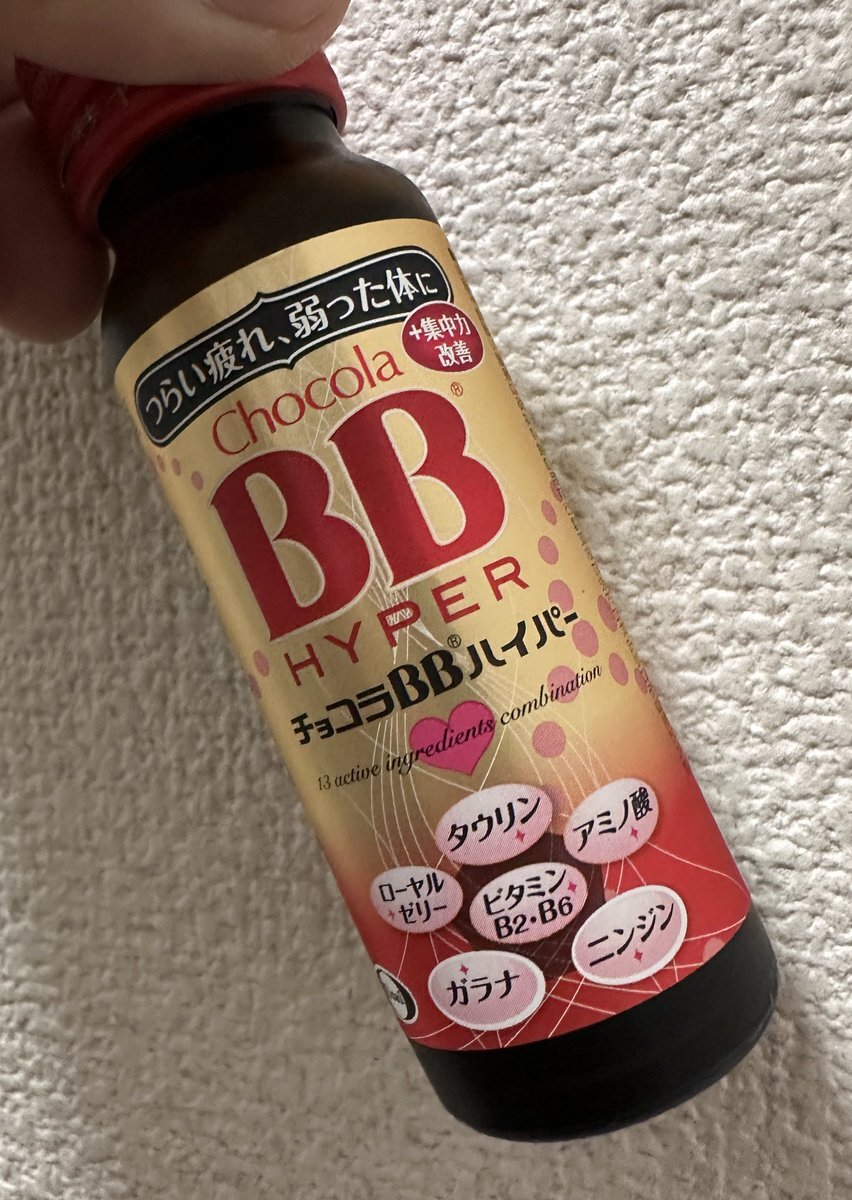 つらい疲れ、弱った体に
+集中力
改善
Chocola
BB®
HYPER
チョコラBB®ハイパー
13 active ingredients combination
タウリン
アミノ酸
ローヤル
ゼリー
ビタミン
B2・B6
ニンジン
ガラナ